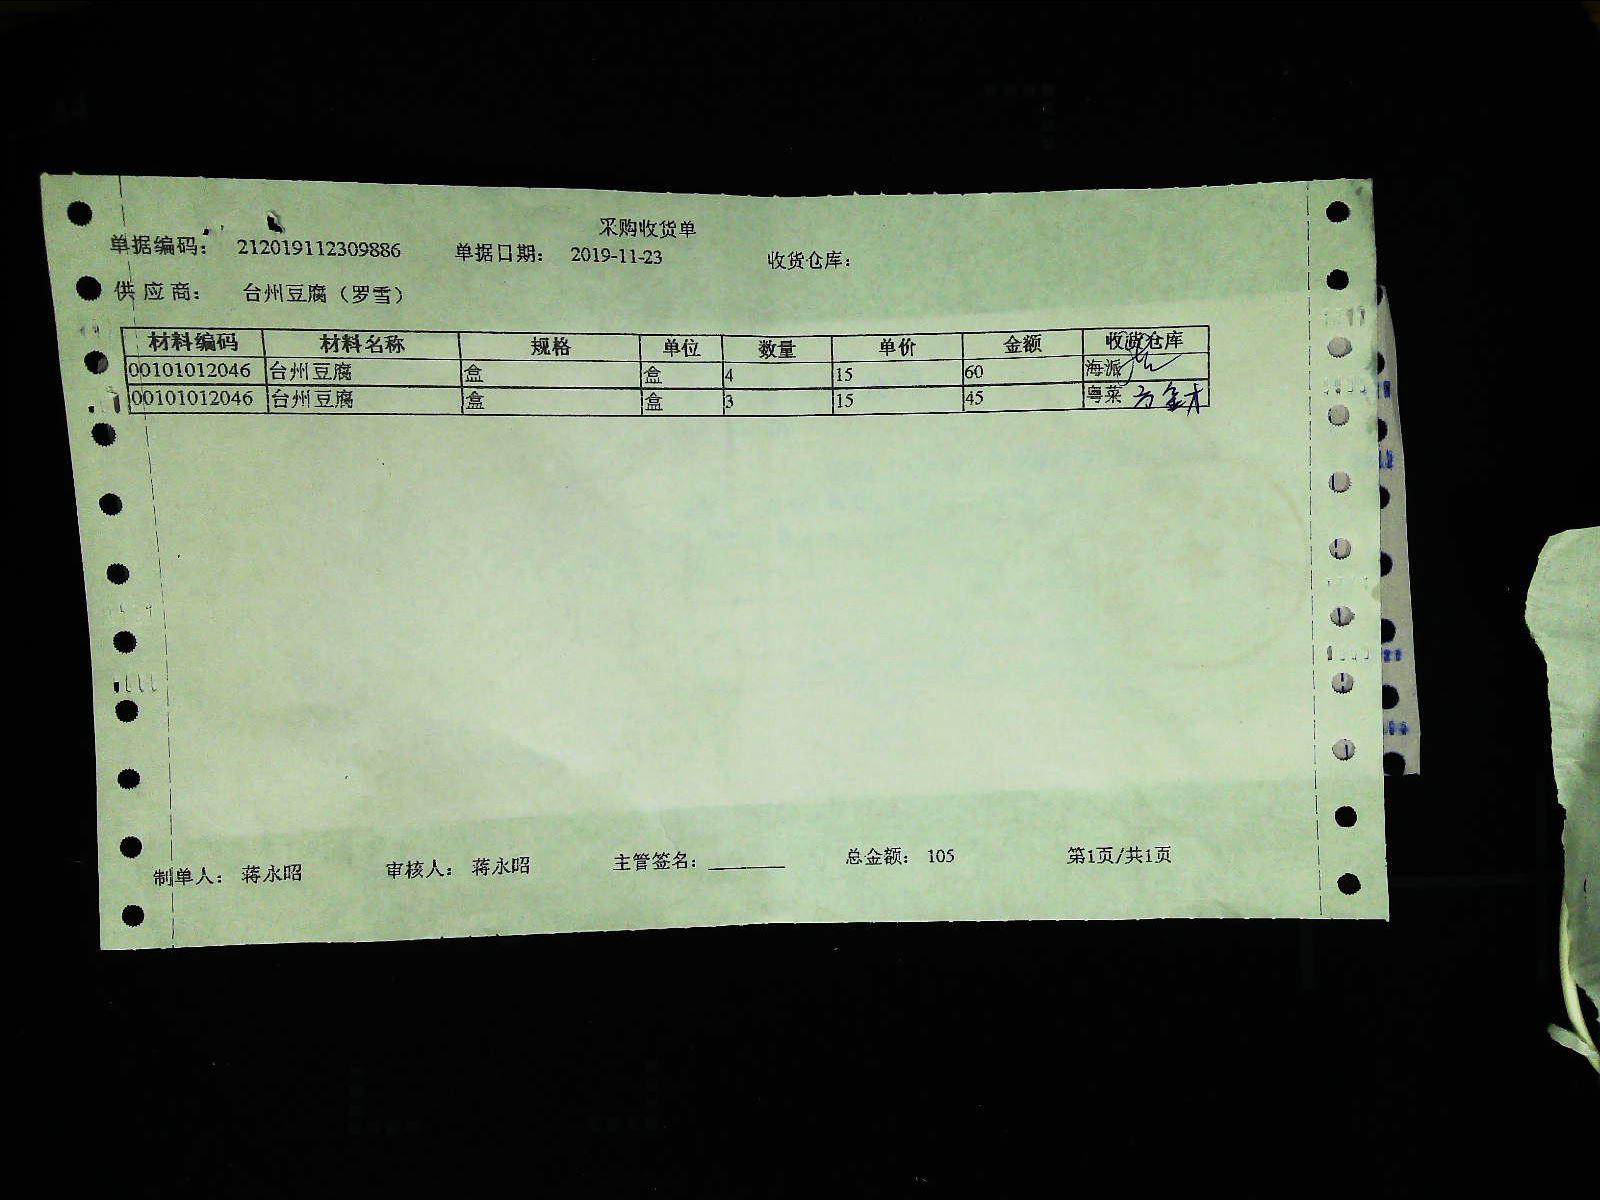 采购收货单
单据编码： 212019112309886 单据日期： 2019-11-23 收货仓库：
供应商： 台州豆腐（罗雪）
材料编码 材料名称 规格 单位 数量 单价 金额 收货仓库
00101012046 台州豆腐 盒 盒 4 15 60 海派
00101012046 台州豆腐 盒 盒 3 15 45 粤菜
制单人： 蒋永昭 审核人： 蒋永昭 主管签名： 总金额： 105 第1页/共1页